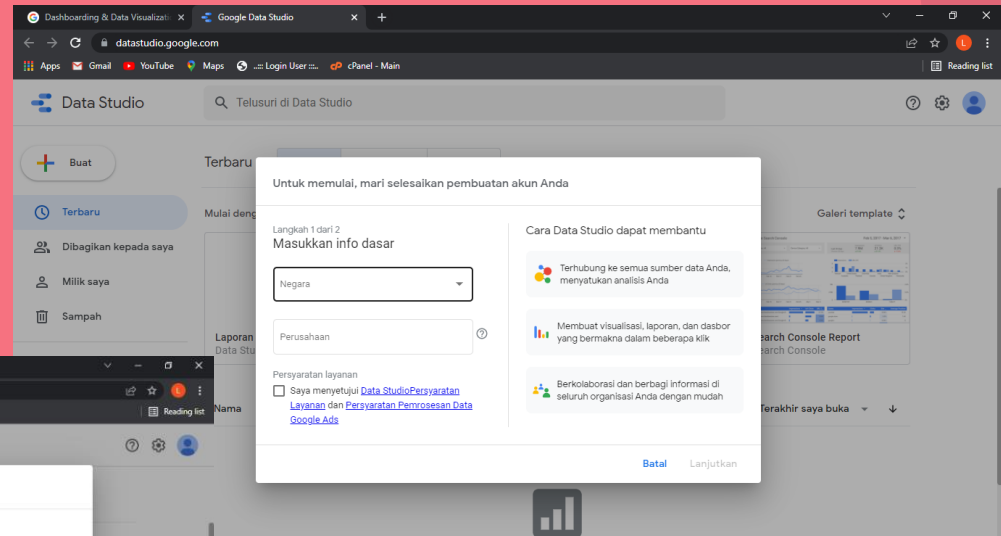 Dashboarding & Data Visualizati
Google Data Studio
datastudio.google.com
Apps
Gmail
YouTube
Maps
..::: Login User :::..
cPanel - Main
Reading list
Data Studio
Telusuri di Data Studio
Buat
Terbaru
Dibagikan kepada saya
Milik saya
Sampah
Terbaru
Mulai deng
Galeri template
Laporan
Data Stu
earch Console Report
earch Console
Nama
Terakhir saya buka
Untuk memulai, mari selesaikan pembuatan akun Anda
Langkah 1 dari 2
Masukkan info dasar
Negara
Perusahaan
Persyaratan layanan
Saya menyetujui Data StudioPersyaratan
Layanan dan Persyaratan Pemrosesan Data
Google Ads
Cara Data Studio dapat membantu
Terhubung ke semua sumber data Anda,
menyatukan analisis Anda
Membuat visualisasi, laporan, dan dasbor
yang bermakna dalam beberapa klik
Berkolaborasi dan berbagi informasi di
seluruh organisasi Anda dengan mudah
Batal
Lanjutkan
Reading list